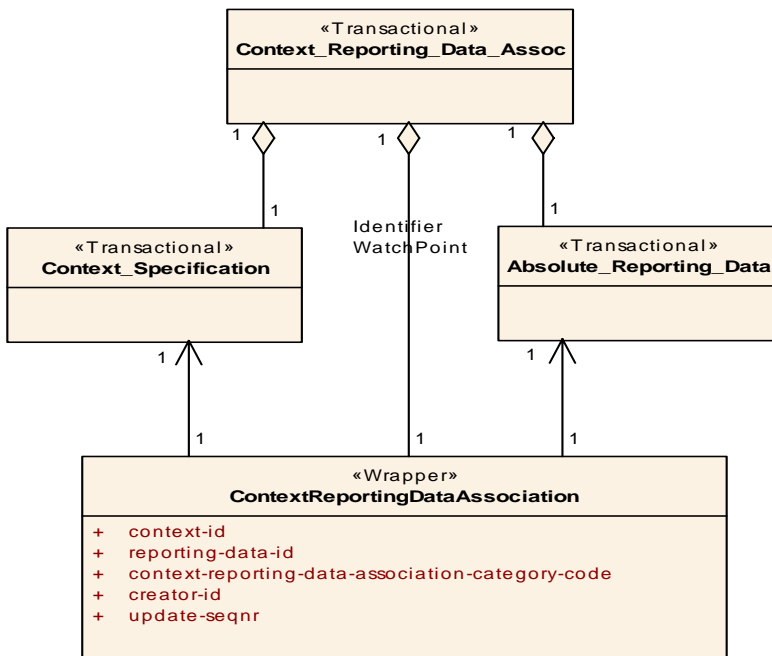 «Transactional»
Context_Reporting_Data_Assoc
1
1
1
1
Identifier
WatchPoint
1
«Transactional»
Context_Specification
«Transactional»
Absolute_Reporting_Data
1
1
1
1
1
«Wrapper»
ContextReportingDataAssociation
+ context-id
+ reporting-data-id
+ context-reporting-data-association-category-code
+ creator-id
+ update-seqnr